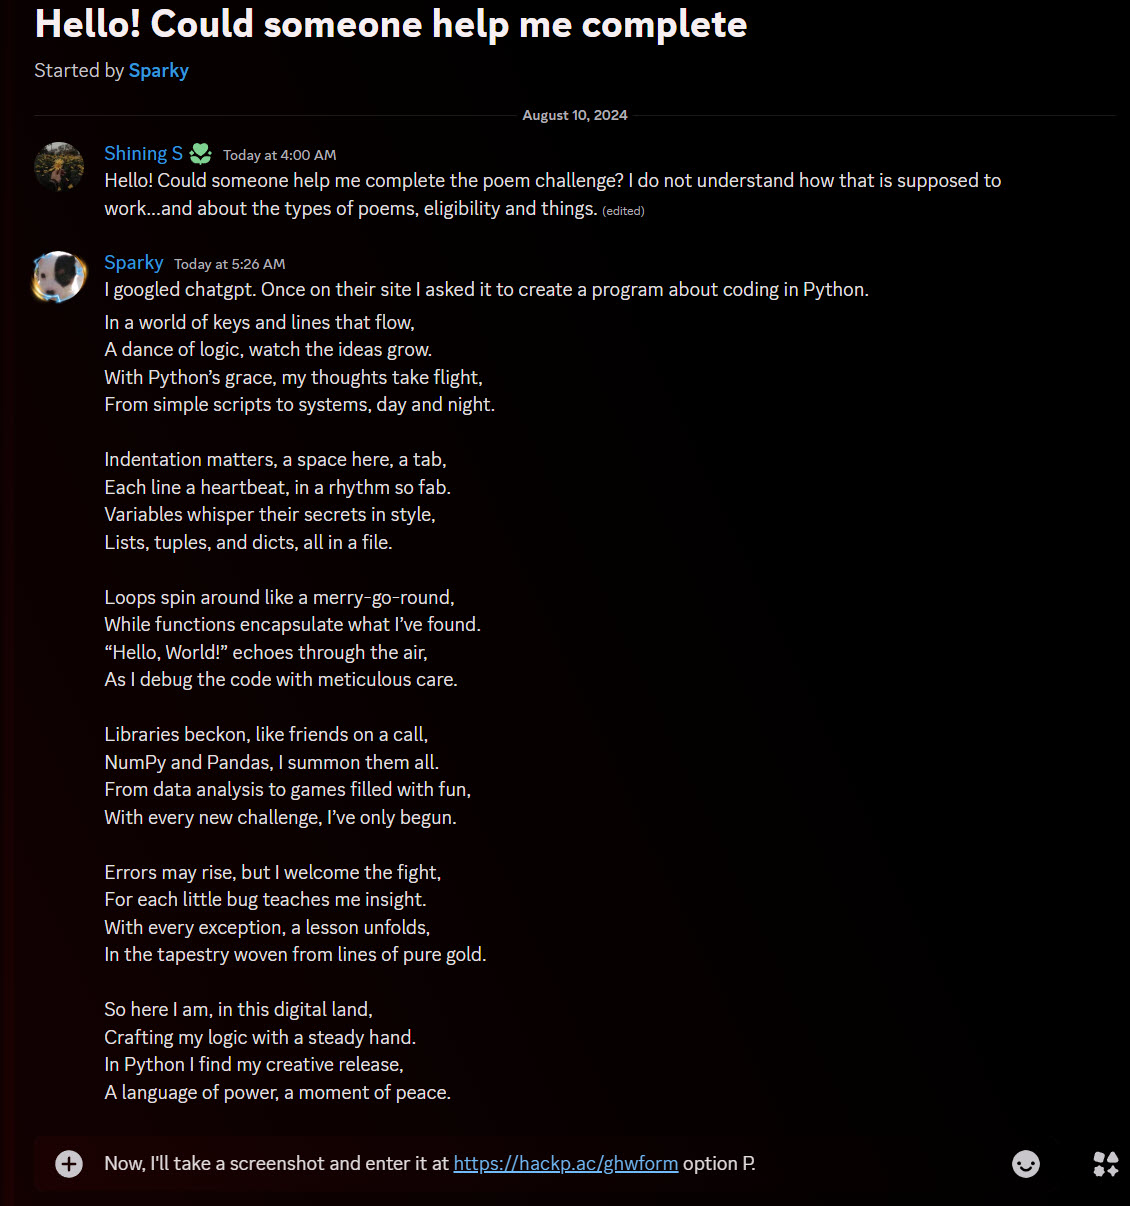 Hello! Could someone help me complete
Started by Sparky
August 10, 2024
Shining S Today at 4:00 AM
Hello! Could someone help me complete the poem challenge? I do not understand how that is supposed to
work...and about the types of poems, eligibility and things. (edited)
Sparky Today at 5:26 AM
I googled chatgpt. Once on their site I asked it to create a program about coding in Python.
In a world of keys and lines that flow,
A dance of logic, watch the ideas grow.
With Python’s grace, my thoughts take flight,
From simple scripts to systems, day and night.
Indentation matters, a space here, a tab,
Each line a heartbeat, in a rhythm so fab.
Variables whisper their secrets in style,
Lists, tuples, and dicts, all in a file.
Loops spin around like a merry-go-round,
While functions encapsulate what I’ve found.
“Hello, World!” echoes through the air,
As I debug the code with meticulous care.
Libraries beckon, like friends on a call,
NumPy and Pandas, I summon them all.
From data analysis to games filled with fun,
With every new challenge, I’ve only begun.
Errors may rise, but I welcome the fight,
For each little bug teaches me insight.
With every exception, a lesson unfolds,
In the tapestry woven from lines of pure gold.
So here I am, in this digital land,
Crafting my logic with a steady hand.
In Python I find my creative release,
A language of power, a moment of peace.
Now, I'll take a screenshot and enter it at https://hackp.ac/ghwform option P.